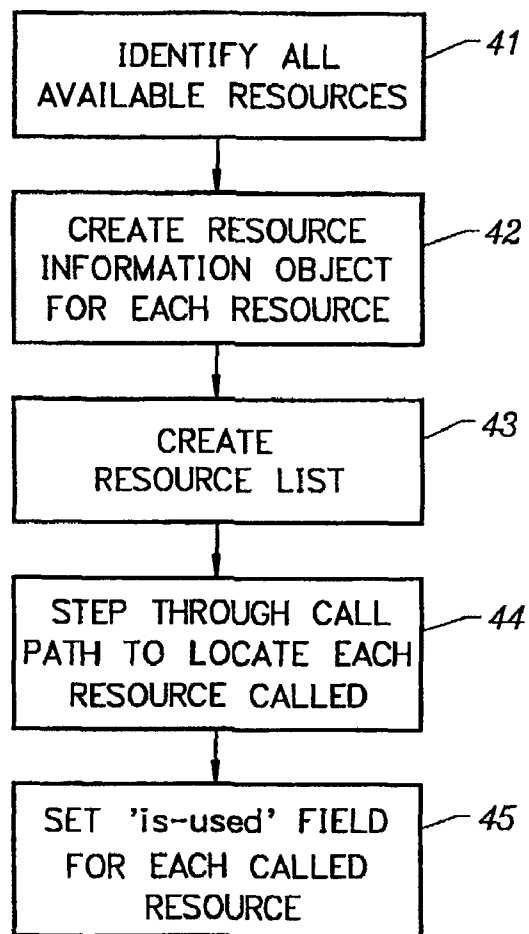 IDENTIFY ALL
AVAILABLE RESOURCES
41
CREATE RESOURCE
INFORMATION OBJECT
FOR EACH RESOURCE
42
CREATE
RESOURCE LIST
43
STEP THROUGH CALL
PATH TO LOCATE EACH
RESOURCE CALLED
44
SET 'is-used' FIELD
FOR EACH CALLED
RESOURCE
45